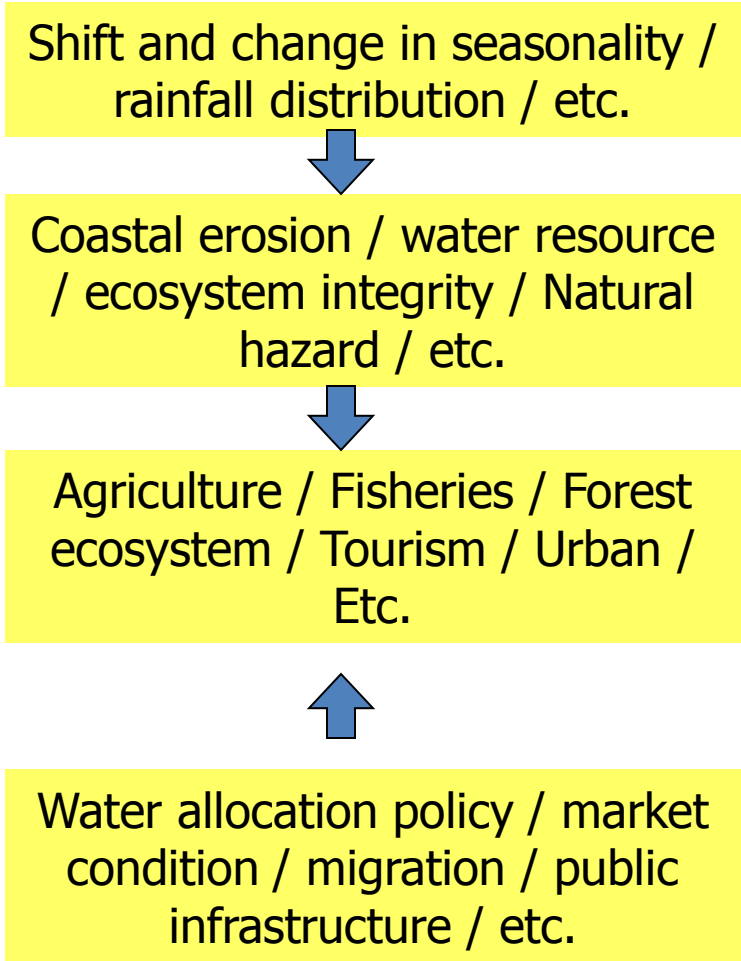 Shift and change in seasonality /
rainfall distribution / etc.
Coastal erosion / water resource
/ ecosystem integrity / Natural
hazard / etc.
Agriculture / Fisheries / Forest
ecosystem / Tourism / Urban /
Etc.
Water allocation policy / market
condition / migration / public
infrastructure / etc.